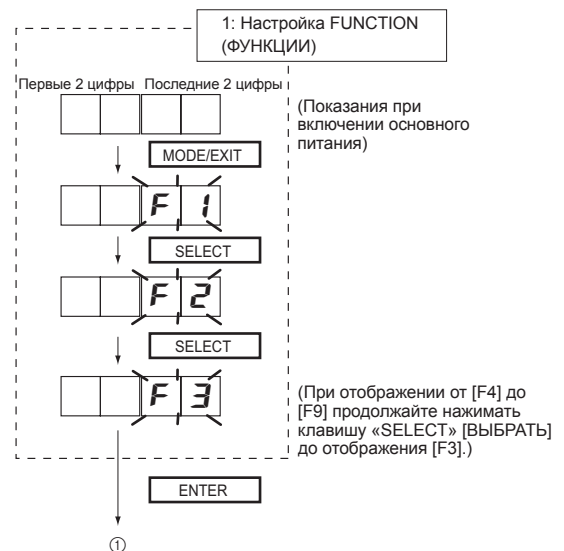 1: Настройка FUNCTION
(ФУНКЦИИ)
Первые 2 цифры Последние 2 цифры
(Показания при
включении основного
питания)
MODE/EXIT
F 1
SELECT
F 2
SELECT
F 3
(При отображении от [F4] до
[F9] продолжайте нажимать
клавишу «SELECT» [ВЫБРАТЬ]
до отображения [F3].)
ENTER
①